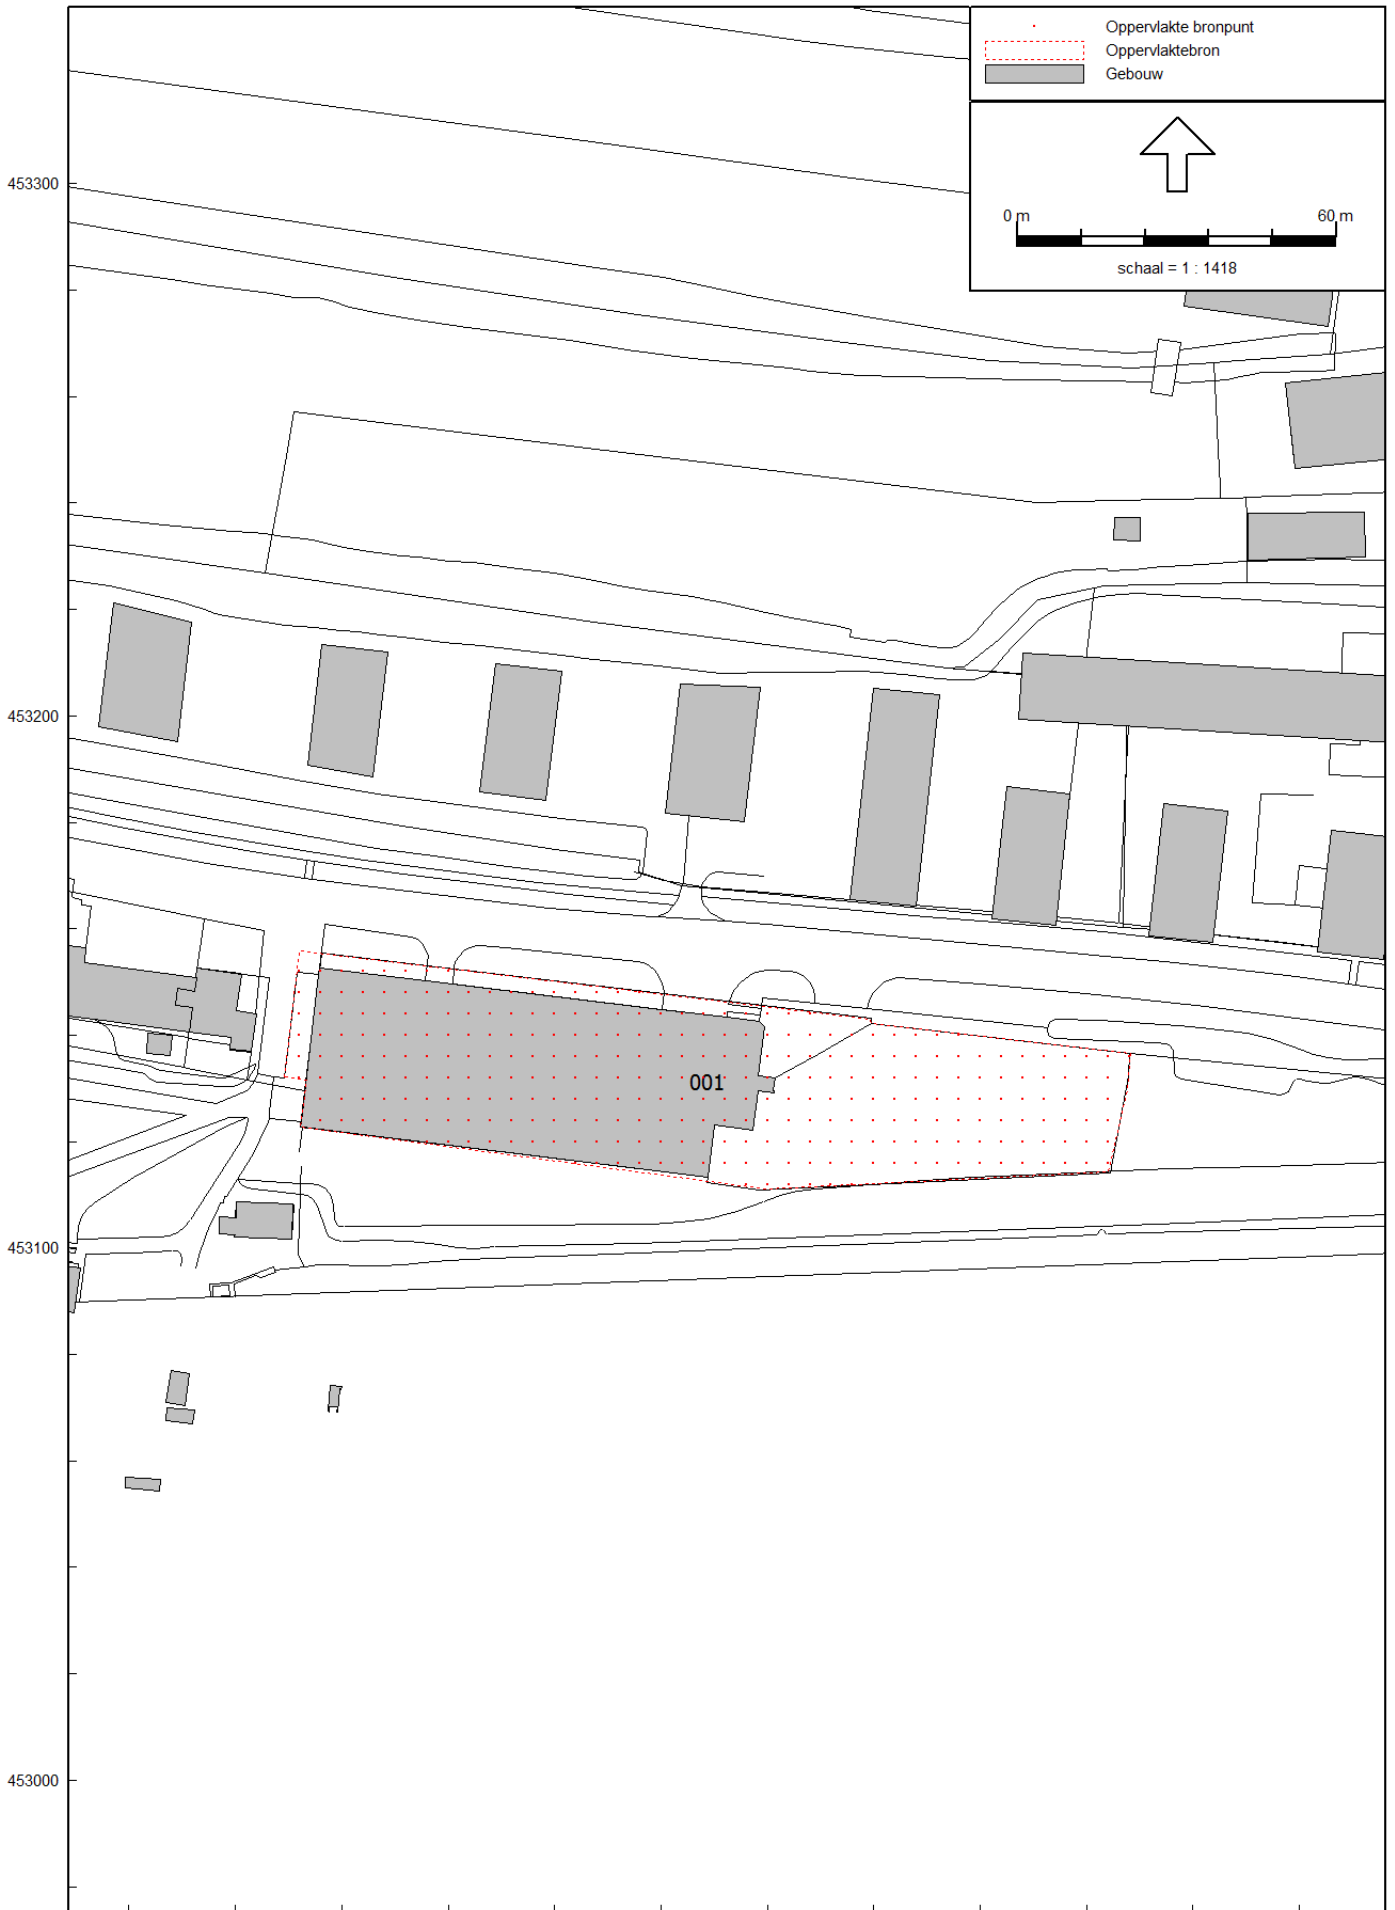 Oppervlakte bronpunt
Oppervlaktebron
Gebouw
0 m 60 m
schaal = 1 : 1418
453300
453200
001
453100
453000